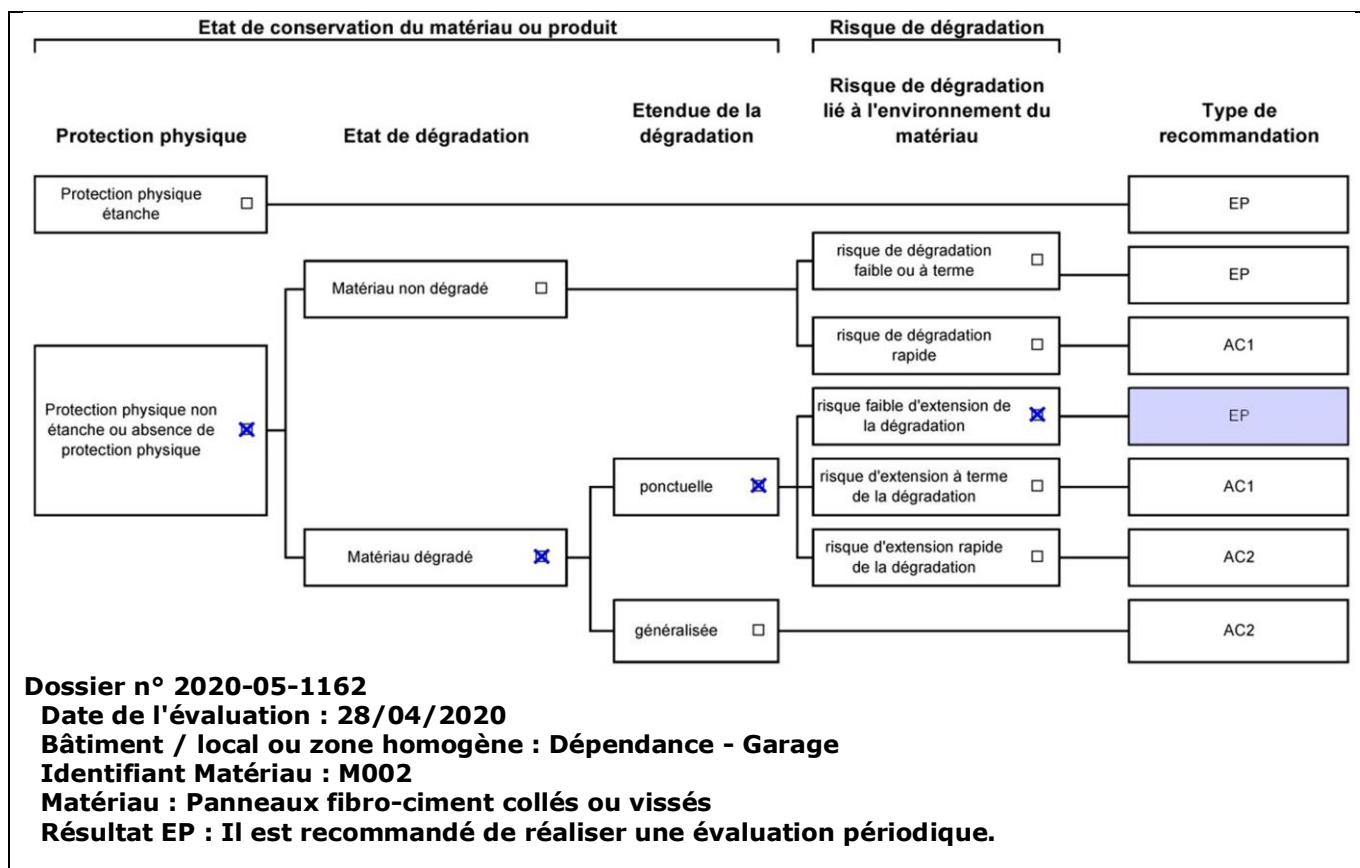 Etat de conservation du matériau ou produit
Risque de dégradation
Protection physique
Etat de dégradation
Etendue de la
dégradation
Risque de dégradation
lié à l'environnement du
matériau
Type de
recommandation
Protection physique
étanche
EP
risque de dégradation
faible ou à terme
EP
Matériau non dégradé
risque de dégradation
rapide
AC1
Protection physique non
étanche ou absence de
protection physique
risque faible d'extension de
la dégradation
EP
ponctuelle
risque d'extension à terme
de la dégradation
AC1
Matériau dégradé
risque d'extension rapide
de la dégradation
AC2
généralisée
AC2
Dossier n° 2020-05-1162
Date de l'évaluation : 28/04/2020
Bâtiment / local ou zone homogène : Dépendance - Garage
Identifiant Matériau : M002
Matériau : Panneaux fibro-ciment collés ou vissés
Résultat EP : Il est recommandé de réaliser une évaluation périodique.